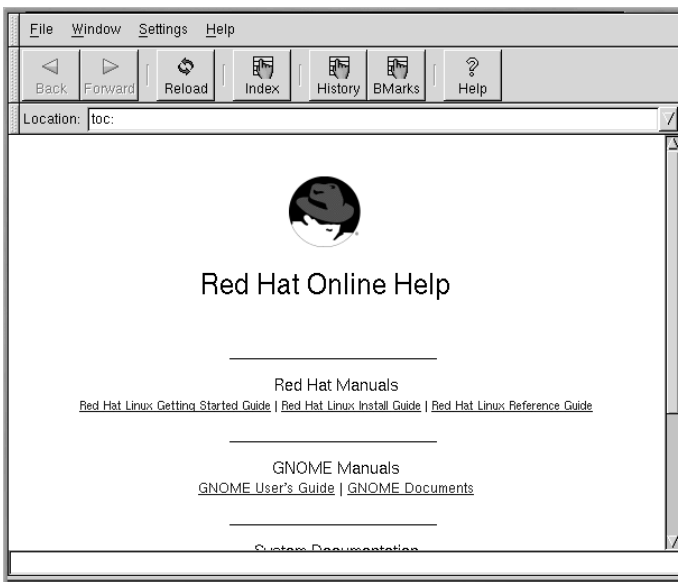 File Window Settings Help
Back Forward Reload Index History BMarks Help
Location: toc:
Red Hat Online Help
Red Hat Manuals
Red Hat Linux Getting Started Guide | Red Hat Linux Install Guide | Red Hat Linux Reference Guide
GNOME Manuals
GNOME User's Guide | GNOME Documents
System Documentation